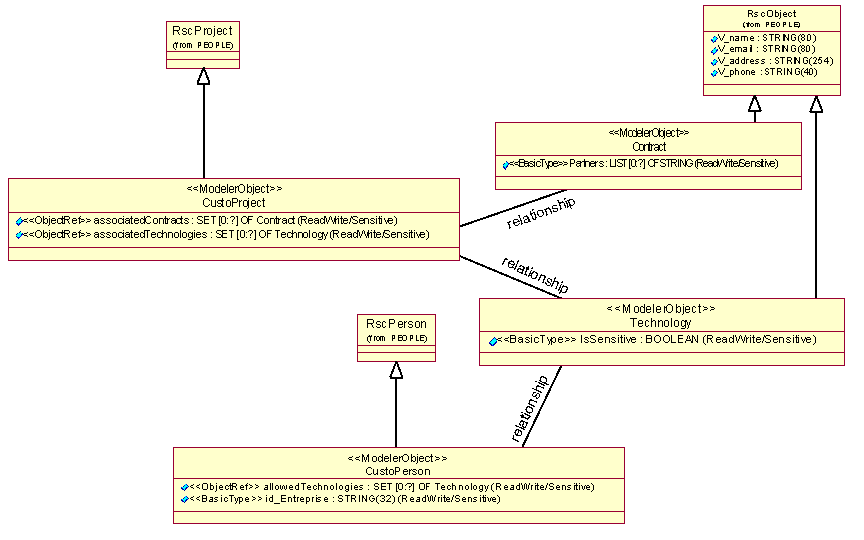 RscProject
(from PEOPLE)
RscObject
(from PEOPLE)
V_name : STRING(80)
V_email : STRING(80)
V_address : STRING(254)
V_phone : STRING(40)
<<ModelerObject>>
Contract
<<BasicType>> Partners : LIST [0:?] OF STRING (ReadWrite/Sensitive)
<<ModelerObject>>
CustoProject
<<ObjectRef>> associatedContracts : SET [0:?] OF Contract (ReadWrite/Sensitive)
<<ObjectRef>> associatedTechnologies : SET [0:?] OF Technology (ReadWrite/Sensitive)
relationship
relationship
<<ModelerObject>>
Technology
<<BasicType>> IsSensitive : BOOLEAN (ReadWrite/Sensitive)
RscPerson
(from PEOPLE)
relationship
<<ModelerObject>>
CustoPerson
<<ObjectRef>> allowedTechnologies : SET [0:?] OF Technology (ReadWrite/Sensitive)
<<BasicType>> id_Entreprise : STRING(32) (ReadWrite/Sensitive)